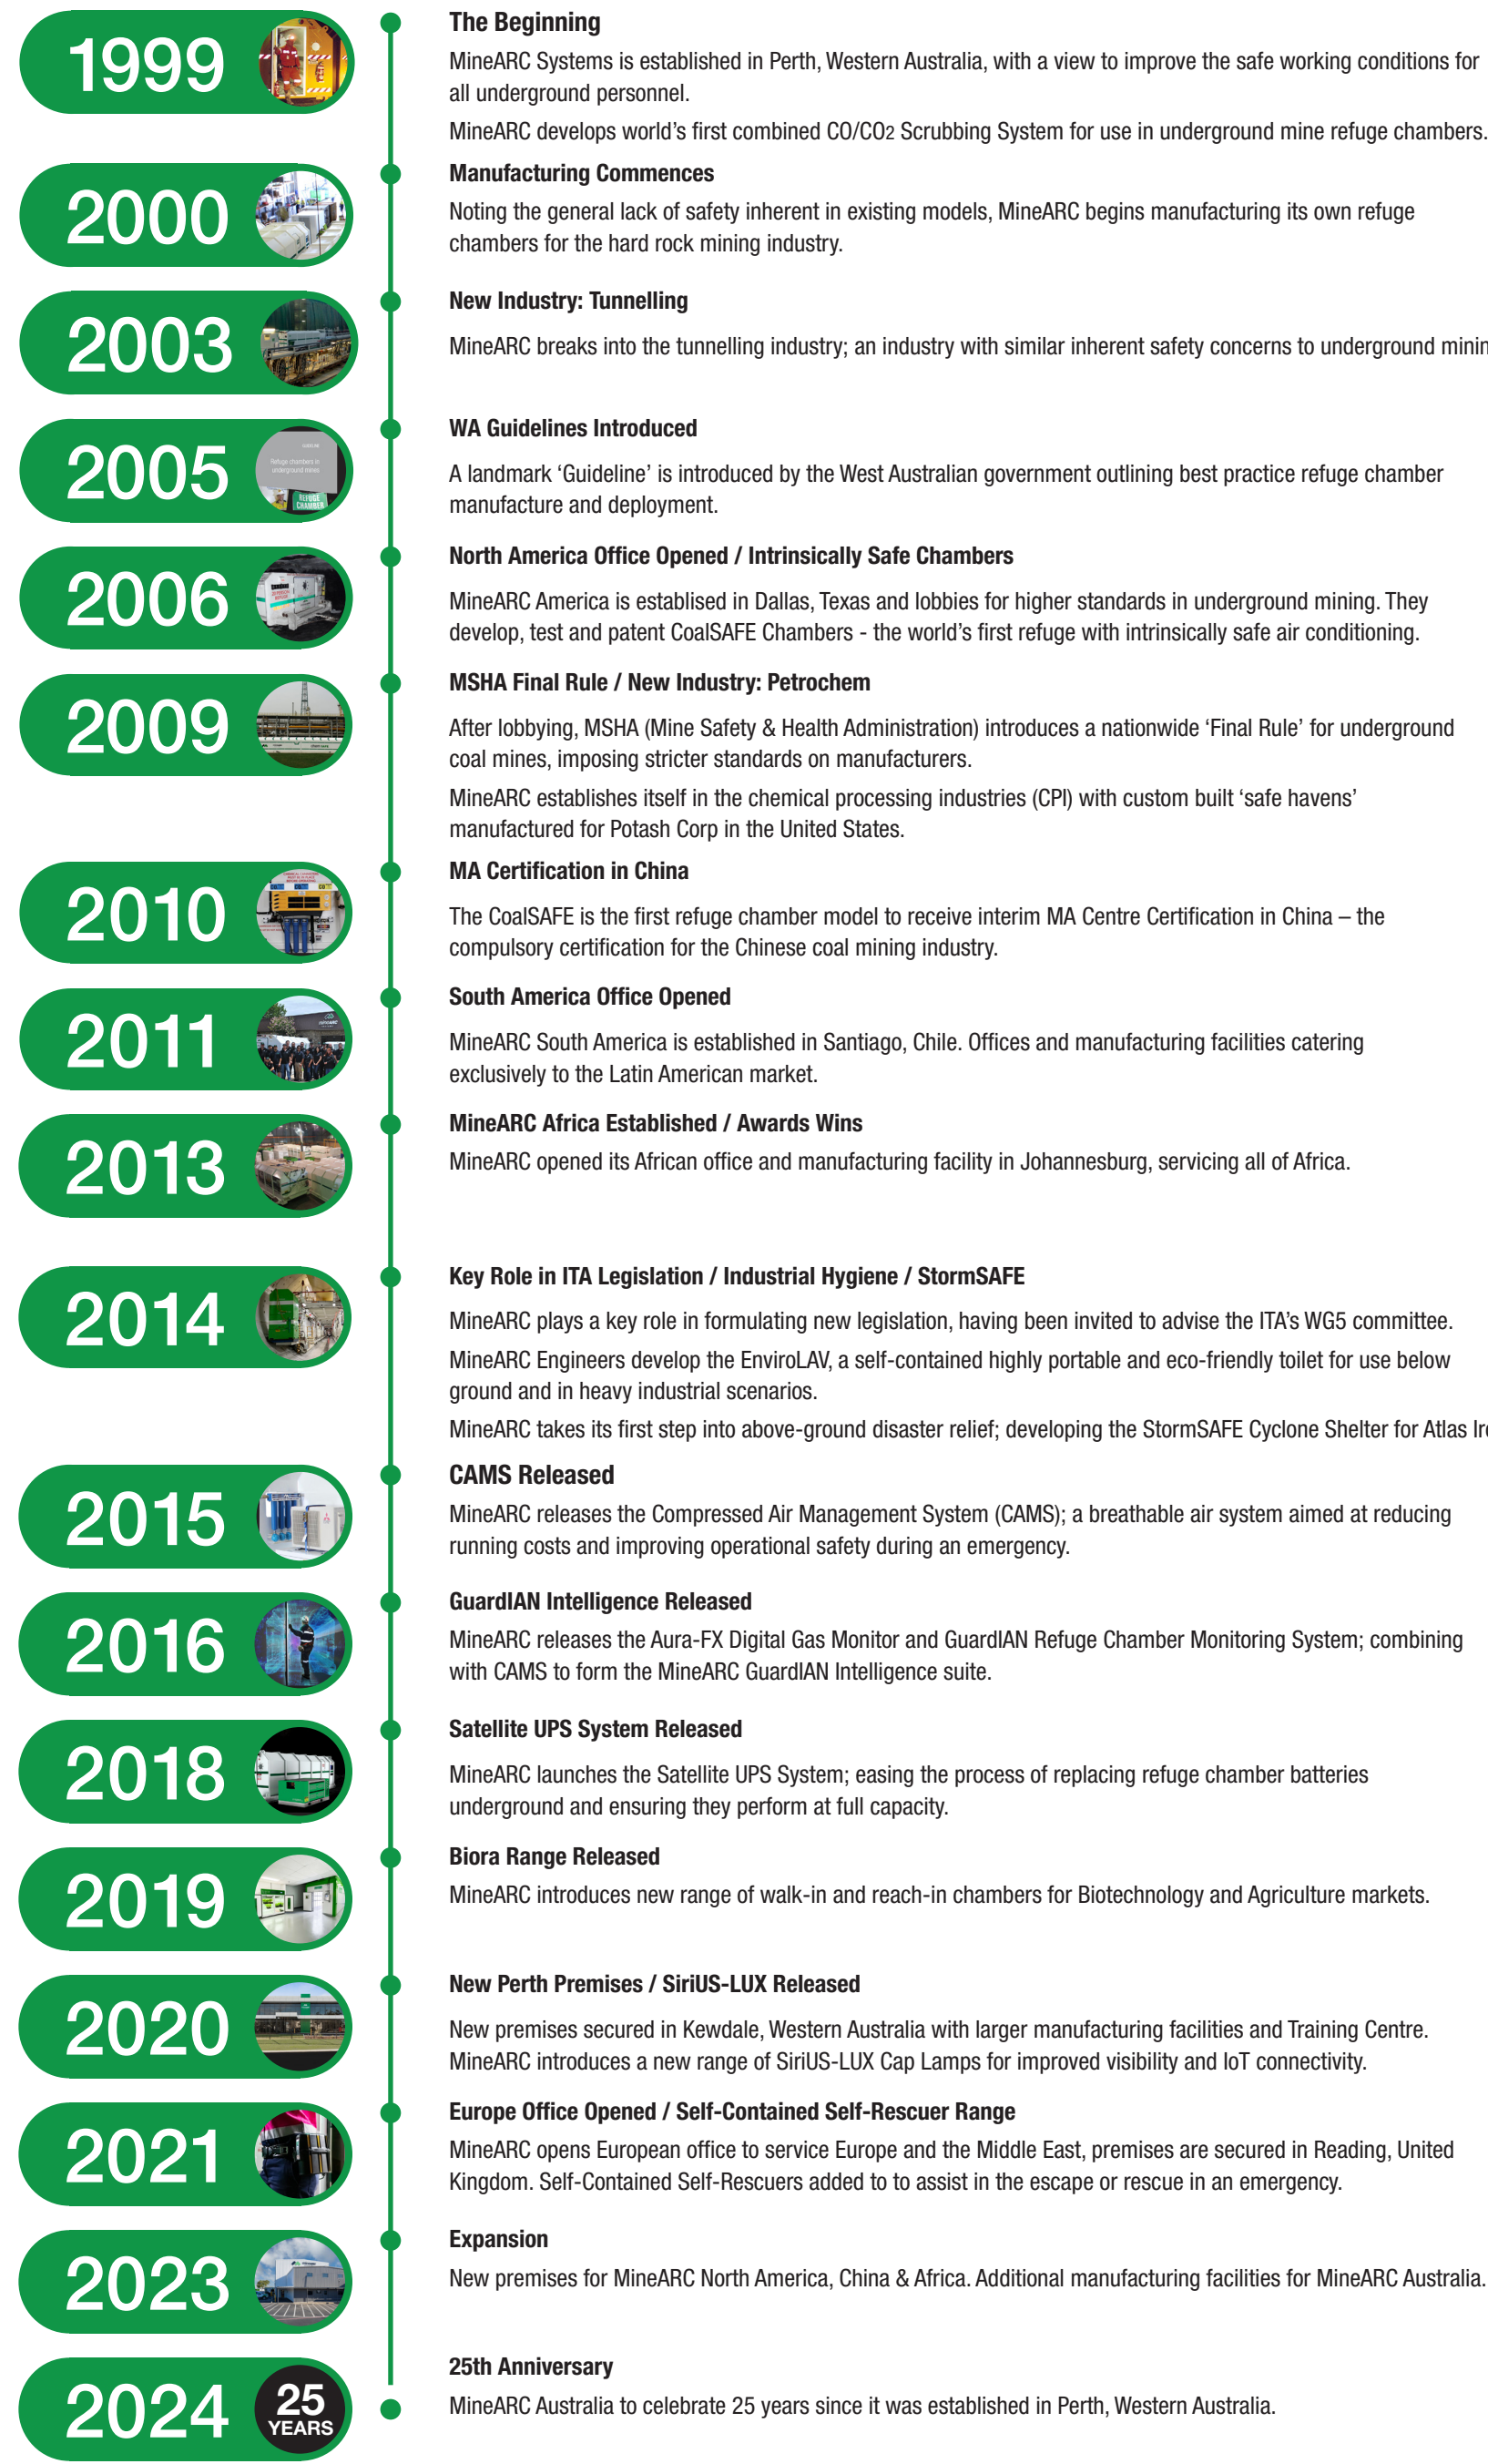 1999
The Beginning
MineARC Systems is established in Perth, Western Australia, with a view to improve the safe working conditions for
all underground personnel.
MineARC develops world's first combined CO/CO2 Scrubbing System for use in underground mine refuge chambers.
2000
Manufacturing Commences
Noting the general lack of safety inherent in existing models, MineARC begins manufacturing its own refuge
chambers for the hard rock mining industry.
2003
New Industry: Tunnelling
MineARC breaks into the tunnelling industry; an industry with similar inherent safety concerns to underground minin
2005
Refuge chambers in
underground mines
REFUGE
CHAMBER
WA Guidelines Introduced
A landmark ‘Guideline’ is introduced by the West Australian government outlining best practice refuge chamber
manufacture and deployment.
2006
North America Office Opened / Intrinsically Safe Chambers
MineARC America is establised in Dallas, Texas and lobbies for higher standards in underground mining. They
develop, test and patent CoalSAFE Chambers - the world's first refuge with intrinsically safe air conditioning.
2009
MSHA Final Rule / New Industry: Petrochem
After lobbying, MSHA (Mine Safety & Health Administration) introduces a nationwide ‘Final Rule’ for underground
coal mines, imposing stricter standards on manufacturers.
MineARC establishes itself in the chemical processing industries (CPI) with custom built ‘safe havens’
manufactured for Potash Corp in the United States.
2010
MA Certification in China
The CoalSAFE is the first refuge chamber model to receive interim MA Centre Certification in China – the
compulsory certification for the Chinese coal mining industry.
2011
South America Office Opened
MineARC South America is established in Santiago, Chile. Offices and manufacturing facilities catering
exclusively to the Latin American market.
2013
MineARC Africa Established / Awards Wins
MineARC opened its African office and manufacturing facility in Johannesburg, servicing all of Africa.
2014
Key Role in ITA Legislation / Industrial Hygiene / StormSAFE
MineARC plays a key role in formulating new legislation, having been invited to advise the ITA's WG5 committee.
MineARC Engineers develop the EnviroLAV, a self-contained highly portable and eco-friendly toilet for use below
ground and in heavy industrial scenarios.
MineARC takes its first step into above-ground disaster relief; developing the StormSAFE Cyclone Shelter for Atlas Ir
2015
CAMS Released
MineARC releases the Compressed Air Management System (CAMS); a breathable air system aimed at reducing
running costs and improving operational safety during an emergency.
2016
GuardIAN Intelligence Released
MineARC releases the Aura-FX Digital Gas Monitor and GuardIAN Refuge Chamber Monitoring System; combining
with CAMS to form the MineARC GuardIAN Intelligence suite.
2018
Satellite UPS System Released
MineARC launches the Satellite UPS System; easing the process of replacing refuge chamber batteries
underground and ensuring they perform at full capacity.
2019
Biora Range Released
MineARC introduces new range of walk-in and reach-in chambers for Biotechnology and Agriculture markets.
2020
New Perth Premises / SiriUS-LUX Released
New premises secured in Kewdale, Western Australia with larger manufacturing facilities and Training Centre.
MineARC introduces a new range of SiriUS-LUX Cap Lamps for improved visibility and IoT connectivity.
2021
Europe Office Opened / Self-Contained Self-Rescuer Range
MineARC opens European office to service Europe and the Middle East, premises are secured in Reading, United
Kingdom. Self-Contained Self-Rescuers added to to assist in the escape or rescue in an emergency.
2023
Expansion
New premises for MineARC North America, China & Africa. Additional manufacturing facilities for MineARC Australia.
2024
25
YEARS
25th Anniversary
MineARC Australia to celebrate 25 years since it was established in Perth, Western Australia.